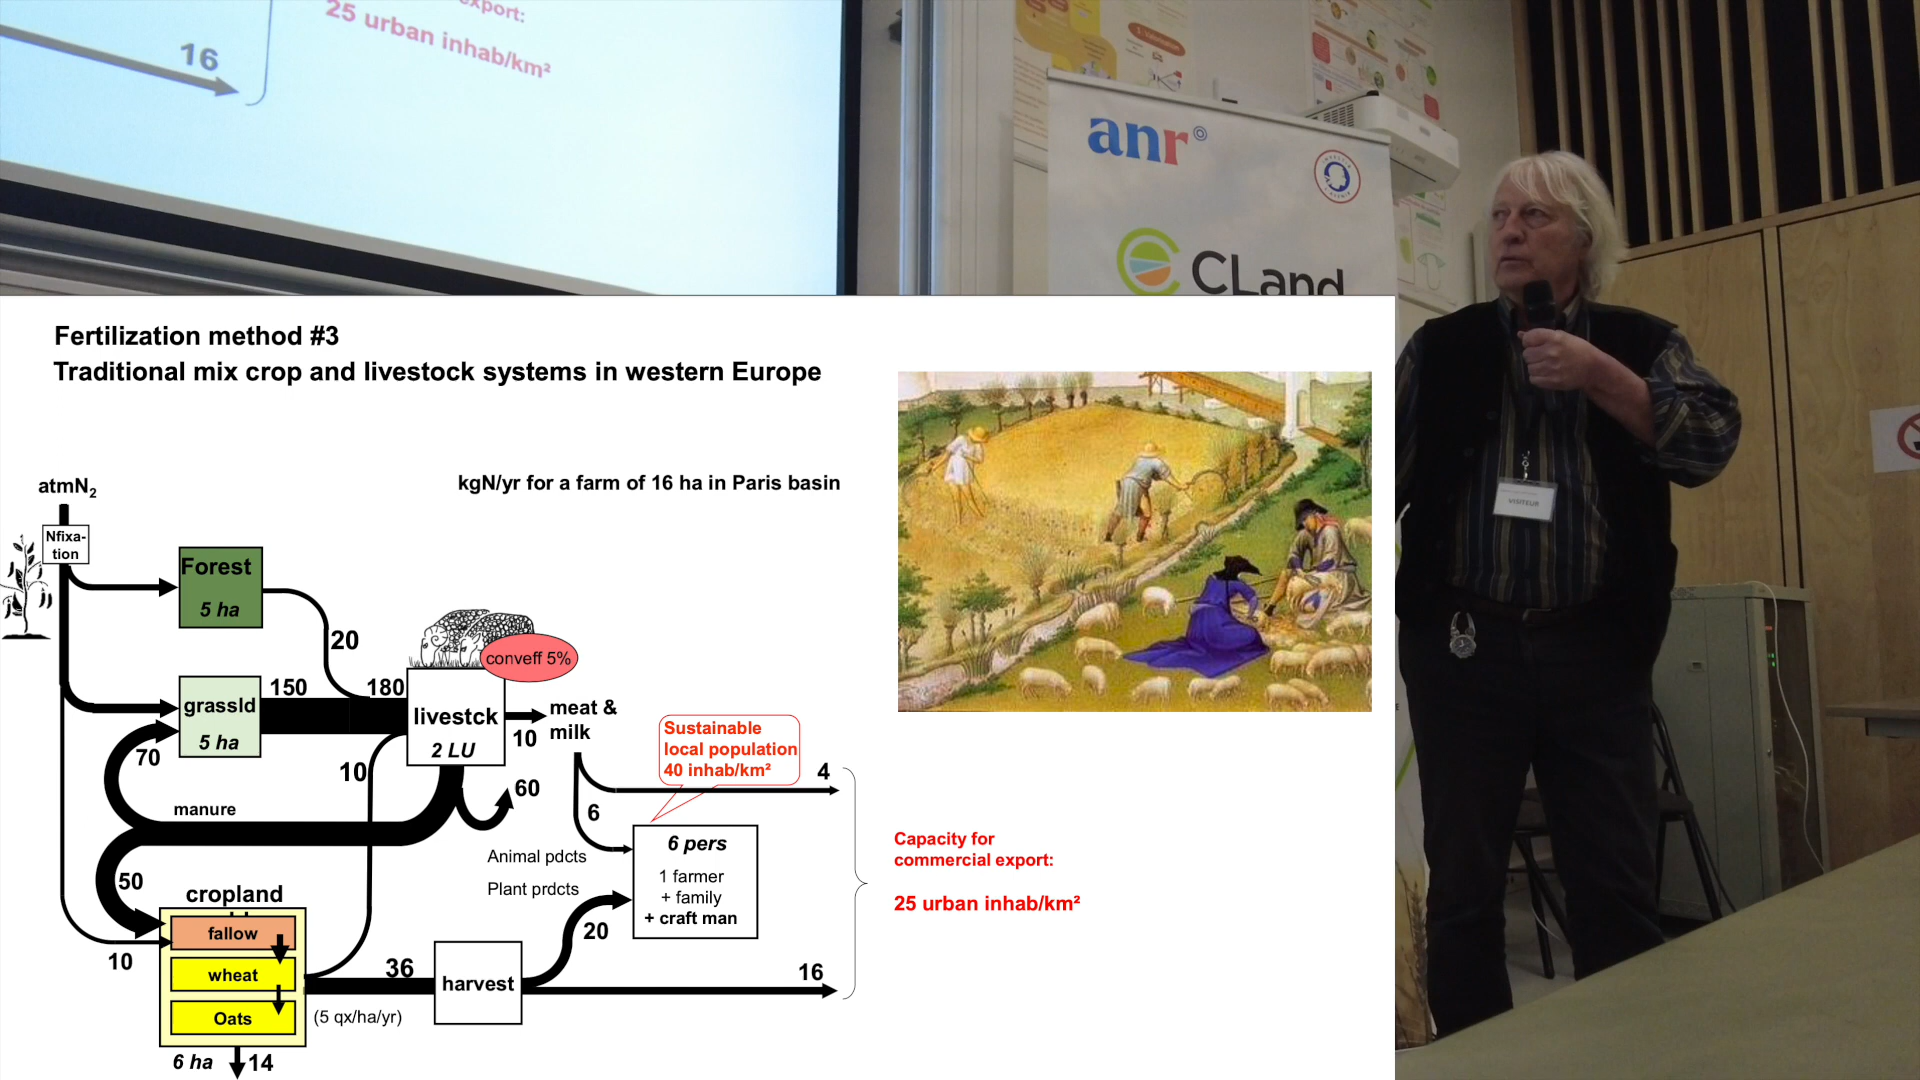 export:
25 urban inhab/km²
16
anr
CLand
VISITEUR
Fertilization method #3
Traditional mix crop and livestock systems in western Europe
kgN/yr for a farm of 16 ha in Paris basin
atmN₂
Nfixa-
tion
Forest
5 ha
20
conveff 5%
grassld
5 ha
150
180
livestck
2 LU
10
meat &
milk
Sustainable
local population
40 inhab/km²
70
10
60
4
6
manure
6 pers
1 farmer
+ family
+ craft man
Animal pdcts
Plant prdcts
Capacity for
commercial export:
25 urban inhab/km²
50
cropland
fallow
wheat
Oats
10
36
harvest
20
16
(5 qx/ha/yr)
6 ha
14